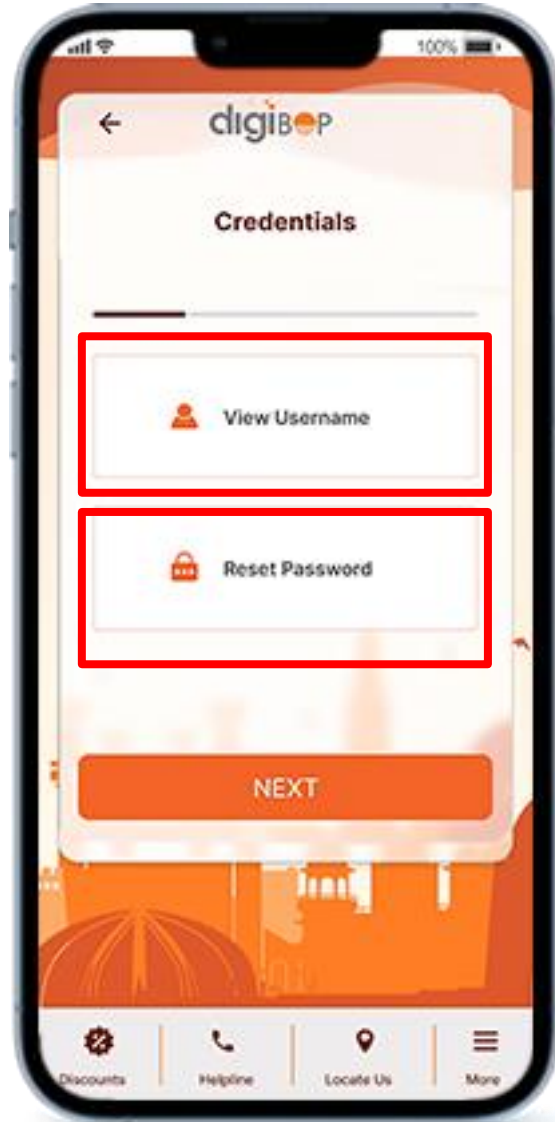 100%
digiBOP
Credentials
View Username
Reset Password
NEXT
Discounts
Helpline
Locate Us
More